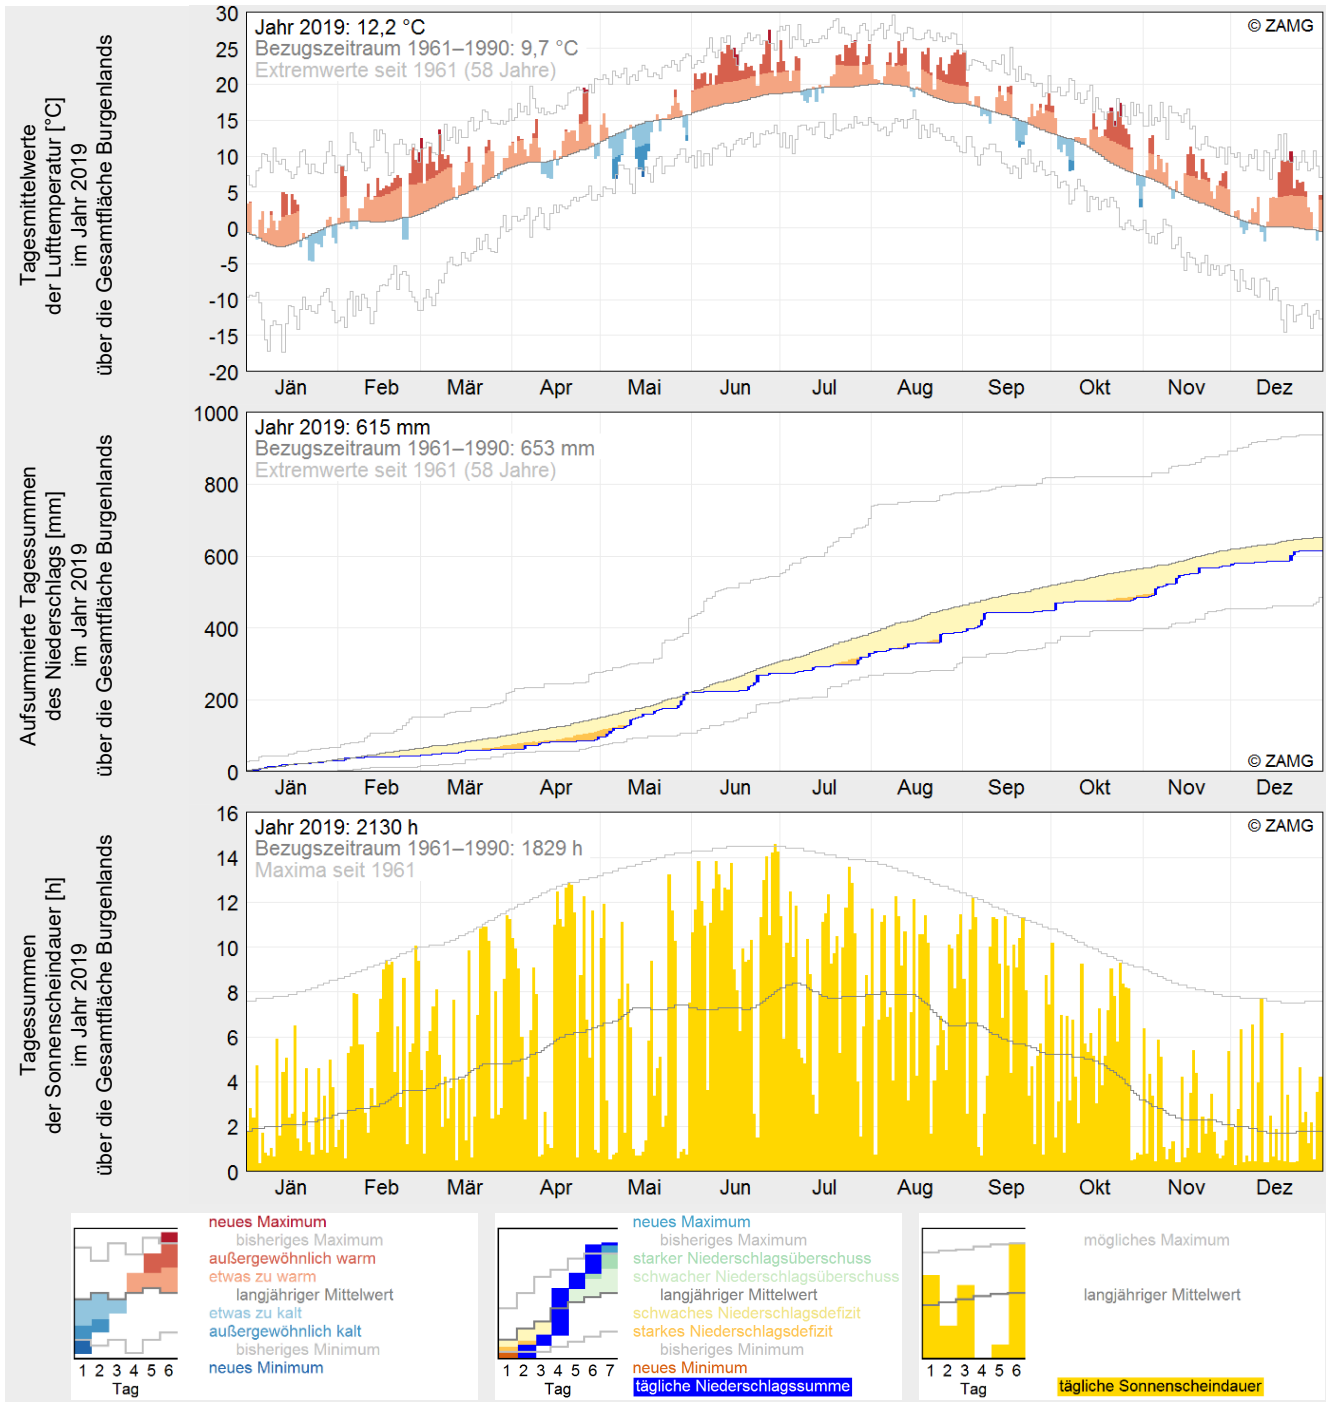 Tagesmittelwerte
der Lufttemperatur [°C]
im Jahr 2019
über die Gesamtfläche Burgenlands
30
25
20
15
10
5
0
-5
-10
-15
-20
Jahr 2019: 12,2 °C
Bezugszeitraum 1961–1990: 9,7 °C
Extremwerte seit 1961 (58 Jahre)
© ZAMG
Jän Feb Mär Apr Mai Jun Jul Aug Sep Okt Nov Dez
Aufsummierte Tagessummen
des Niederschlags [mm]
im Jahr 2019
über die Gesamtfläche Burgenlands
1000
800
600
400
200
0
Jahr 2019: 615 mm
Bezugszeitraum 1961–1990: 653 mm
Extremwerte seit 1961 (58 Jahre)
© ZAMG
Jän Feb Mär Apr Mai Jun Jul Aug Sep Okt Nov Dez
Tagessummen
der Sonnenscheindauer [h]
im Jahr 2019
über die Gesamtfläche Burgenlands
16
14
12
10
8
6
4
2
0
Jahr 2019: 2130 h
Bezugszeitraum 1961–1990: 1829 h
Maxima seit 1961
© ZAMG
Jän Feb Mär Apr Mai Jun Jul Aug Sep Okt Nov Dez
neues Maximum
bisheriges Maximum
außergewöhnlich warm
etwas zu warm
langjähriger Mittelwert
etwas zu kalt
außergewöhnlich kalt
bisheriges Minimum
neues Minimum
1 2 3 4 5 6
Tag
neues Maximum
bisheriges Maximum
starker Niederschlagsüberschuss
schwacher Niederschlagsüberschuss
langjähriger Mittelwert
schwaches Niederschlagsdefizit
starkes Niederschlagsdefizit
bisheriges Minimum
neues Minimum
tägliche Niederschlagssumme
1 2 3 4 5 6 7
Tag
mögliches Maximum
langjähriger Mittelwert
tägliche Sonnenscheindauer
1 2 3 4 5 6
Tag